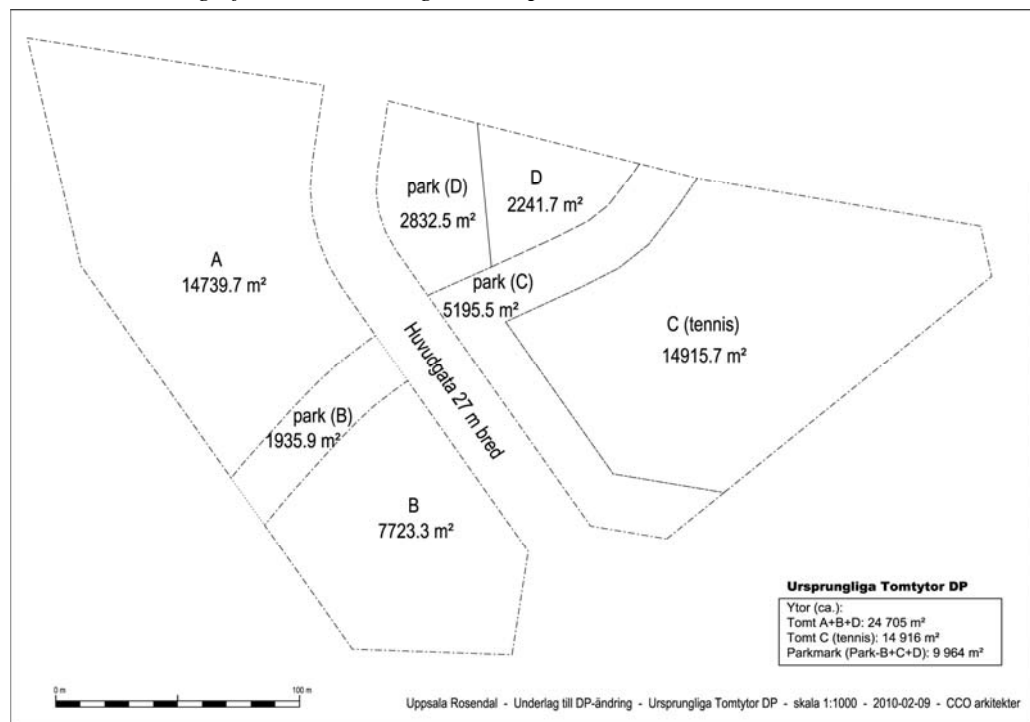 park (D)
2832.5 m²
D
2241.7 m²
A
14739.7 m²
park (C)
5195.5 m²
C (tennis)
14915.7 m²
Huvudgata 27 m bred
park (B)
1935.9 m²
B
7723.3 m²
Ursprungliga Tomtytor DP
Ytor (ca.):
Tomt A+B+D: 24 705 m²
Tomt C (tennis): 14 916 m²
Parkmark (Park-B+C+D): 9 964 m²
0 m
100 m
Uppsala Rosendal - Underlag till DP-ändring - Ursprungliga Tomtytor DP - skala 1:1000 - 2010-02-09 - CCO arkitekter